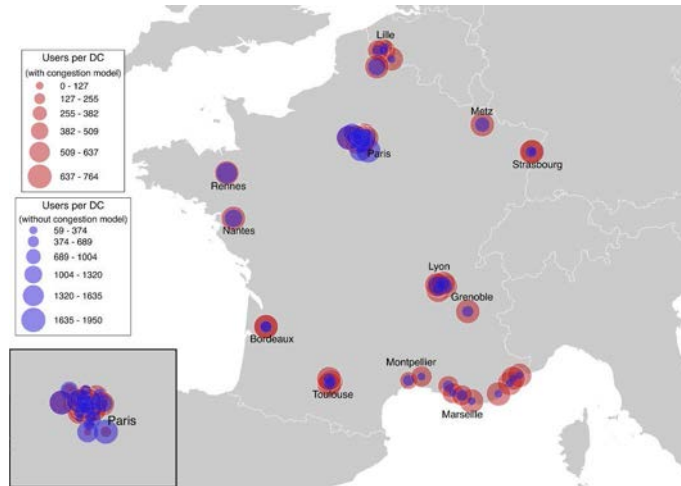 Users per DC
(with congestion model)
0 - 127
127 - 255
255 - 382
382 - 509
509 - 637
637 - 764
Users per DC
(without congestion model)
59 - 374
374 - 689
689 - 1004
1004 - 1320
1320 - 1635
1635 - 1950
Lille
Metz
Paris
Strasbourg
Rennes
Nantes
Lyon
Grenoble
Bordeaux
Montpellier
Toulouse
Marseille
Paris